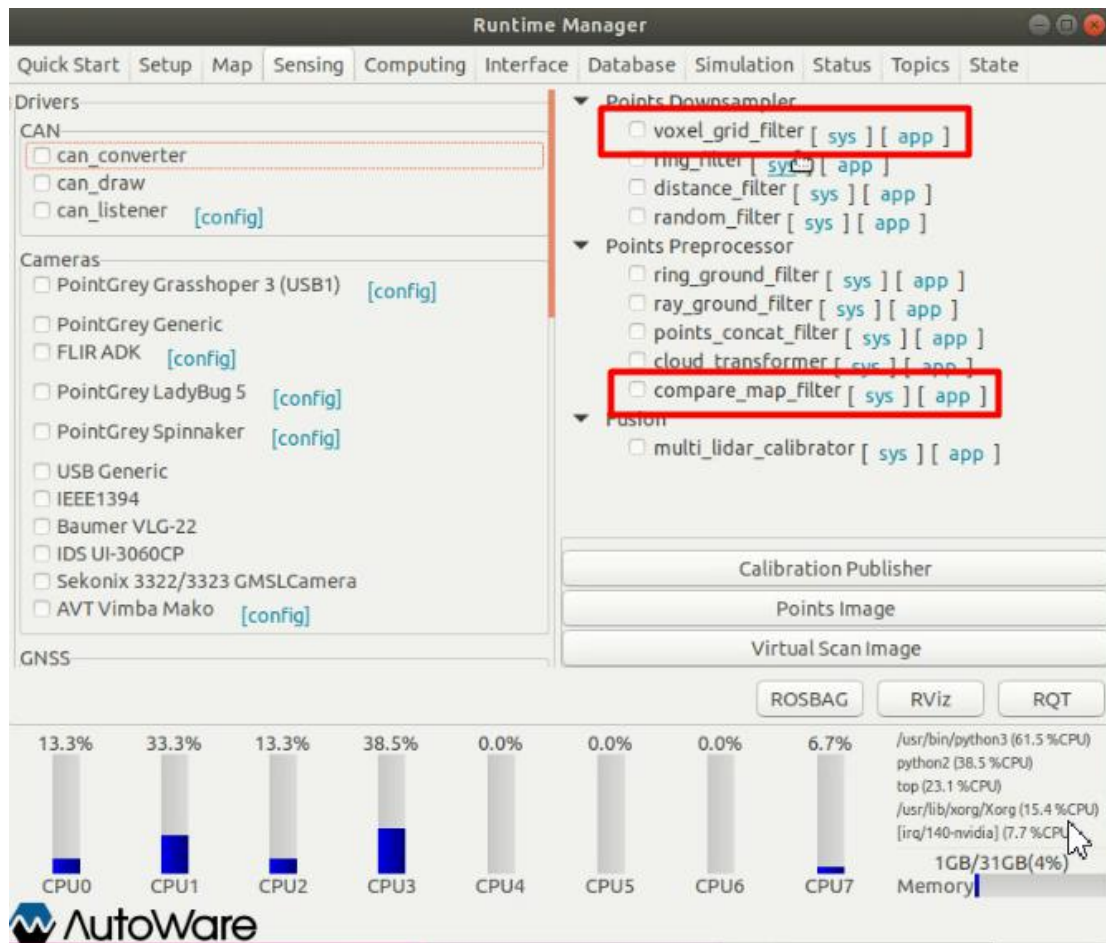 Runtime Manager
Quick Start Setup Map Sensing Computing Interface Database Simulation Status Topics State
Drivers
CAN
can_converter
can_draw
can_listener [config]
Cameras
PointGrey Grasshoper 3 (USB1) [config]
PointGrey Generic
FLIR ADK [config]
PointGrey LadyBug 5 [config]
PointGrey Spinnaker [config]
USB Generic
IEEE1394
Baumer VLG-22
IDS UI-3060CP
Sekonix 3322/3323 GMSLCamera
AVT Vimba Mako [config]
GNSS
Points Downsampler
voxel_grid_filter [ sys ] [ app ]
ring_filter [ sys ] [ app ]
distance_filter [ sys ] [ app ]
random_filter [ sys ] [ app ]
Points Preprocessor
ring_ground_filter [ sys ] [ app ]
ray_ground_filter [ sys ] [ app ]
points_concat_filter [ sys ] [ app ]
cloud_transformer [ sys ] [ app ]
compare_map_filter [ sys ] [ app ]
Fusion
multi_lidar_calibrator [ sys ] [ app ]
Calibration Publisher
Points Image
Virtual Scan Image
ROSBAG RViz RQT
13.3% 33.3% 13.3% 38.5% 0.0% 0.0% 0.0% 6.7%
CPU0 CPU1 CPU2 CPU3 CPU4 CPU5 CPU6 CPU7
/usr/bin/python3 (61.5 %CPU)
python2 (38.5 %CPU)
top (23.1 %CPU)
/usr/lib/xorg/Xorg (15.4 %CPU)
[irq/140-nvidia] (7.7 %CPU
1GB/31GB(4%)
Memory
AutoWare